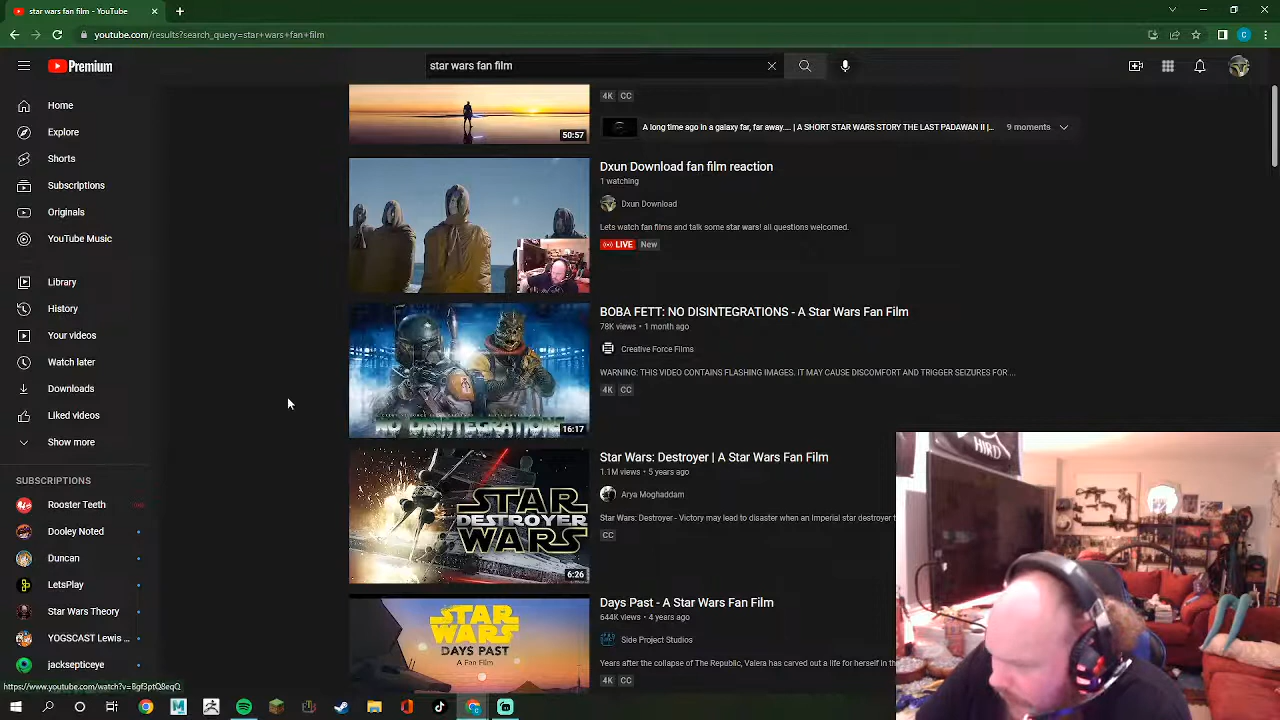 star wars fan film - YouTube
youtube.com/results?search_query=star+wars+fan+film
Premium
star wars fan film
Home
Explore
Shorts
Subscriptions
Originals
YouTube Music
Library
History
Your videos
Watch later
Downloads
Liked videos
Show more
SUBSCRIPTIONS
Rooster Teeth
Dooley Noted
Duncan
LetsPlay
Star Wars Theory
YOGSCAST Lewis ...
jacksepticeye
50:57
4K CC
A long time ago in a galaxy far, far away.... | A SHORT STAR WARS STORY THE LAST PADAWAN II |...
9 moments
Dxun Download fan film reaction
1 watching
Dxun Download
Lets watch fan films and talk some star wars! all questions welcomed.
LIVE New
NO DISINTEGRATIONS
16:17
BOBA FETT: NO DISINTEGRATIONS - A Star Wars Fan Film
78K views • 1 month ago
Creative Force Films
WARNING: THIS VIDEO CONTAINS FLASHING IMAGES. IT MAY CAUSE DISCOMFORT AND TRIGGER SEIZURES FOR ...
4K CC
STAR
DESTROYER
WARS
6:26
Star Wars: Destroyer | A Star Wars Fan Film
1.1M views • 5 years ago
Arya Moghaddam
Star Wars: Destroyer - Victory may lead to disaster when an Imperial star destroyer t
CC
STAR
WARS
DAYS PAST
A Fan Film
Days Past - A Star Wars Fan Film
644K views • 4 years ago
Side Project Studios
Years after the collapse of The Republic, Valera has carved out a life for herself in th
4K CC
HIRD
https://www.youtube.com/watch?v=Bgf3ptQ8eqQ